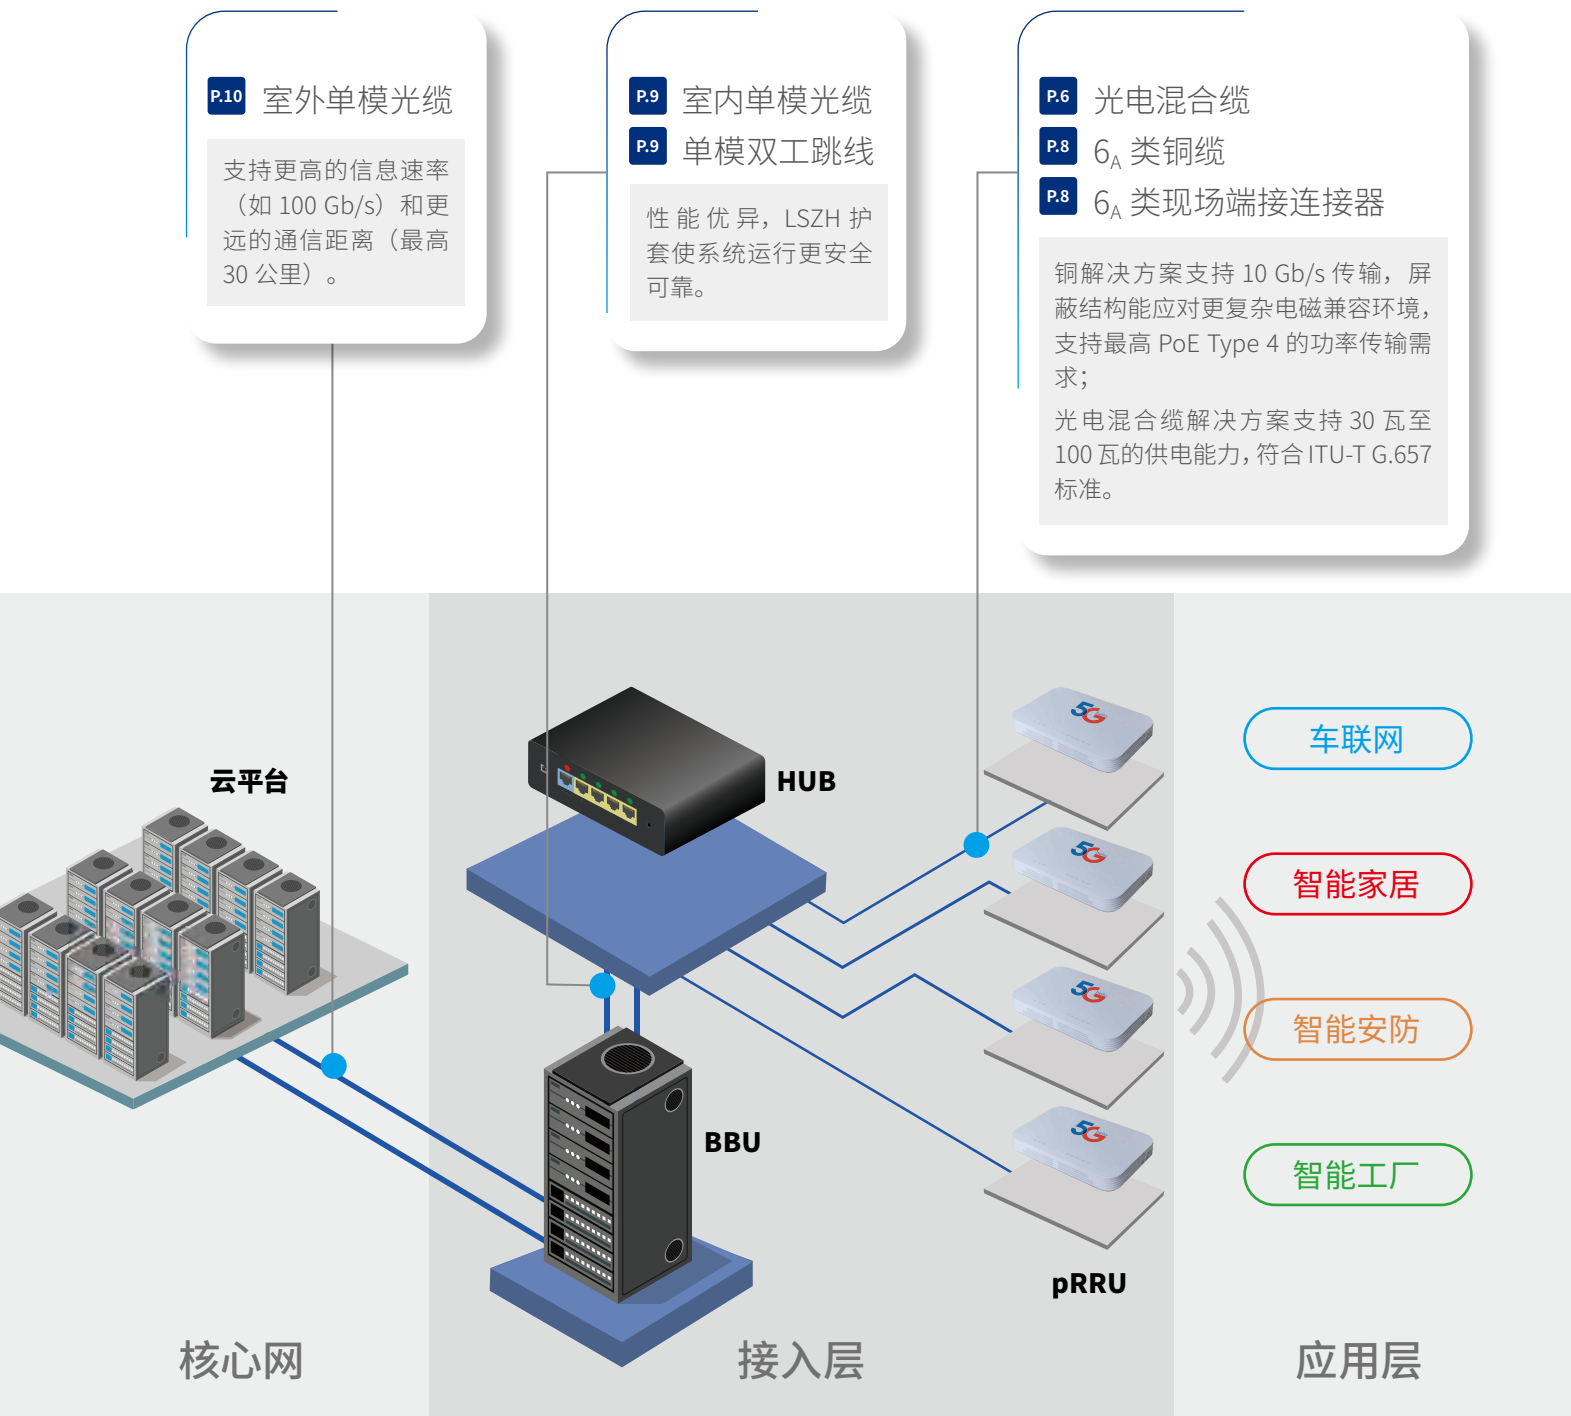 P.10 室外单模光缆
支持更高的信息速率
（如 100 Gb/s）和更
远的通信距离（最高
30 公里）。
P.9 室内单模光缆
P.9 单模双工跳线
性能优异，LSZH 护
套使系统运行更安全
可靠。
P.6 光电混合缆
P.8 6A 类铜缆
P.8 6A 类现场端接连接器
铜解决方案支持 10 Gb/s 传输，屏
蔽结构能应对更复杂电磁兼容环境，
支持最高 PoE Type 4 的功率传输需
求；
光电混合缆解决方案支持 30 瓦至
100 瓦的供电能力，符合 ITU-T G.657
标准。
云平台
HUB
BBU
5G
5G
5G
5G
pRRU
车联网
智能家居
智能安防
智能工厂
核心网
接入层
应用层